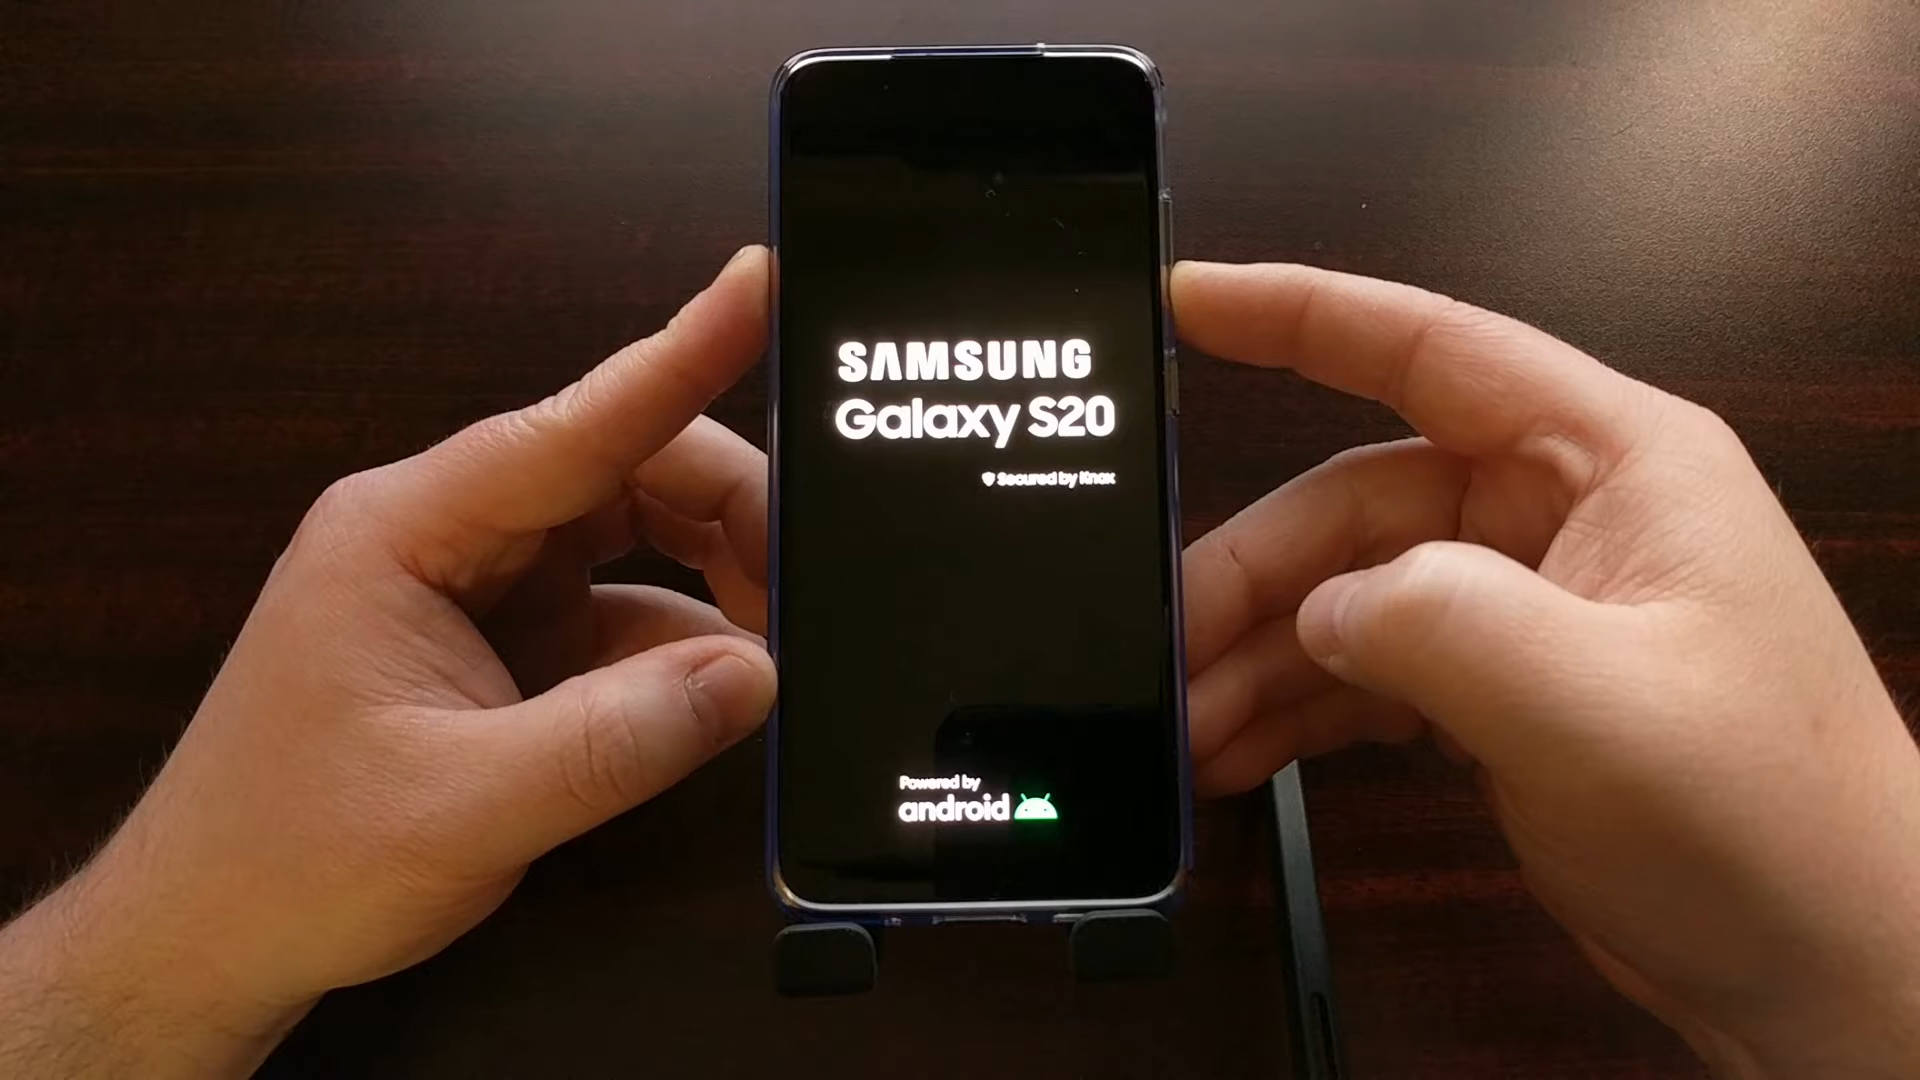 SAMSUNG
Galaxy S20
Secured by Knox
Powered by
android